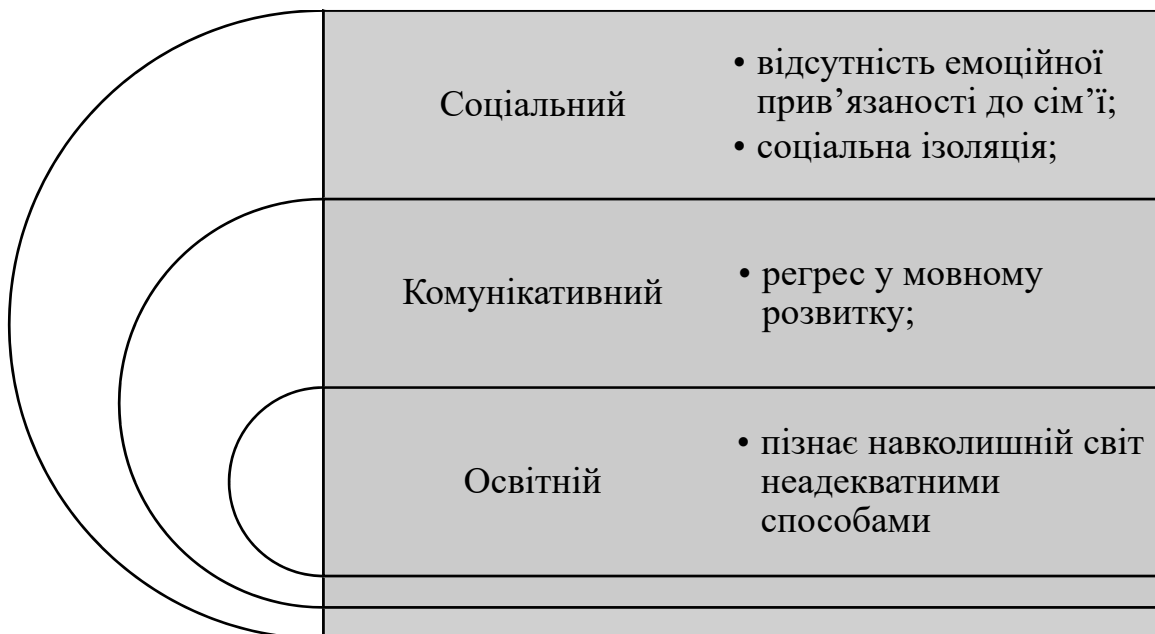 Соціальний
• відсутність емоційної
прив’язаності до сім’ї;
• соціальна ізоляція;
Комунікативний
• регрес у мовному
розвитку;
Освітній
• пізнає навколишній світ
неадекватними
способами